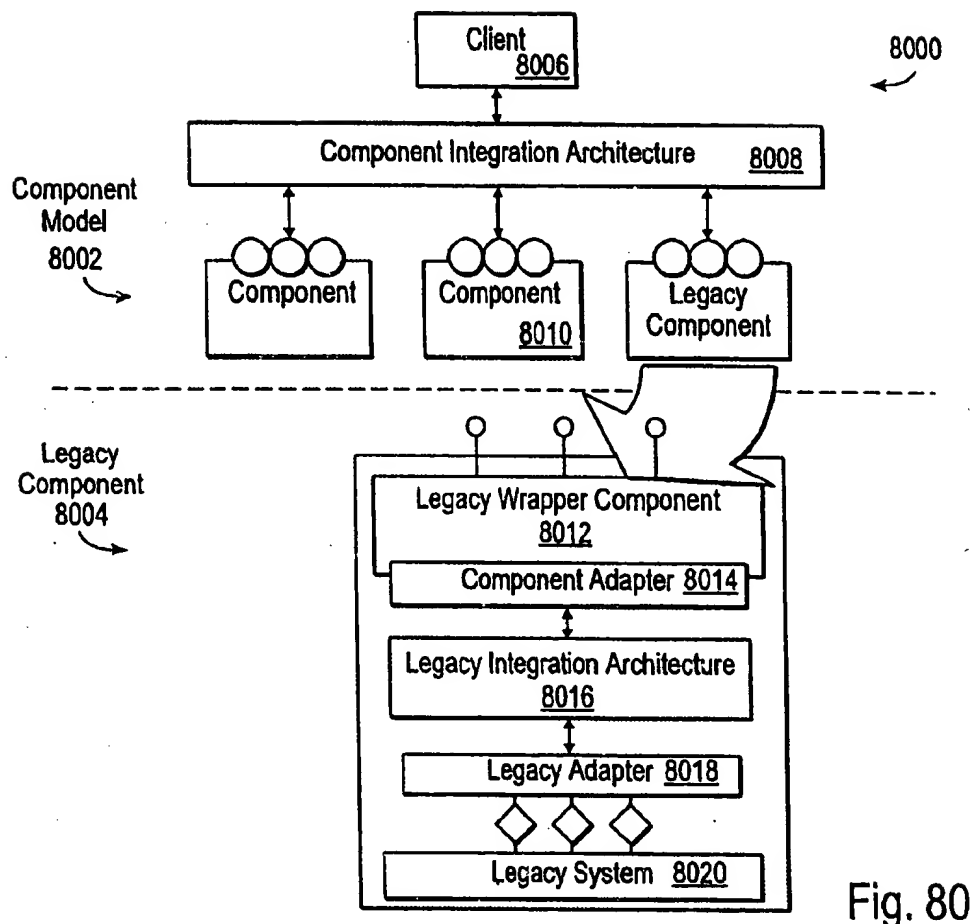 Client
8006
8000
Component Integration Architecture 8008
Component
Model
8002
Component
Component
8010
Legacy
Component
Legacy
Component
8004
Legacy Wrapper Component
8012
Component Adapter 8014
Legacy Integration Architecture
8016
Legacy Adapter 8018
Legacy System 8020
Fig. 80